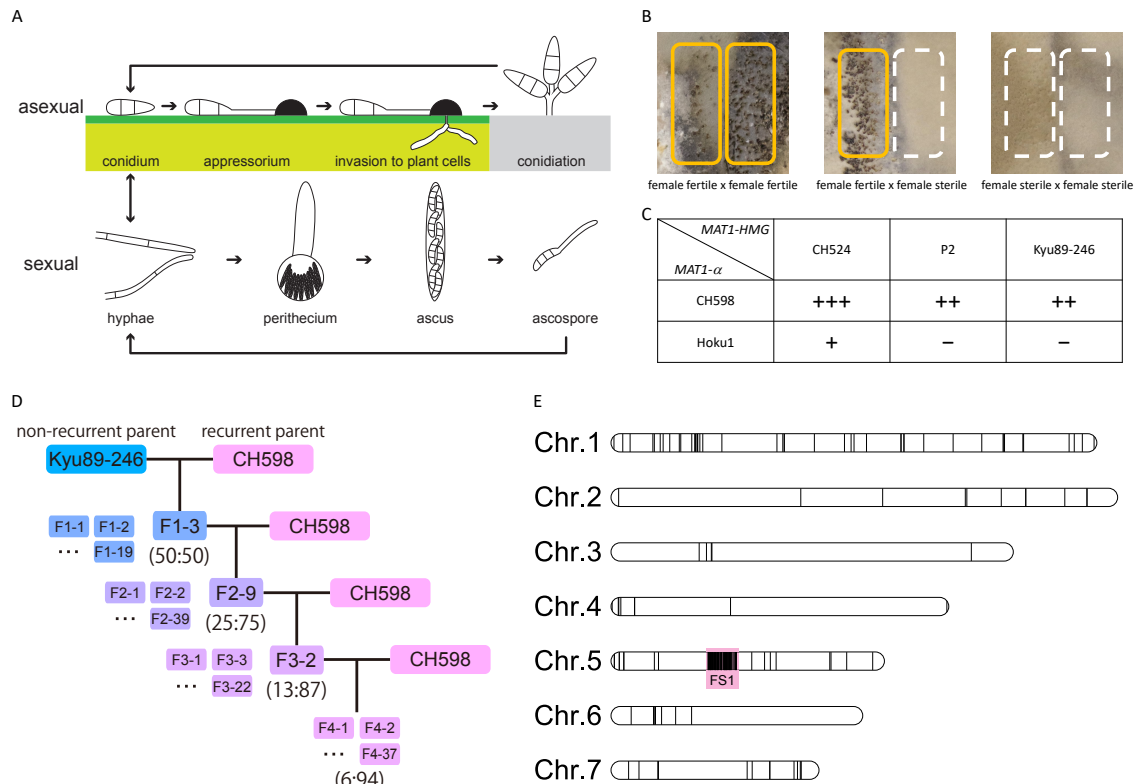 A
asexual
conidium
appressorium
invasion to plant cells
conidiation
sexual
hyphae
perithecium
ascus
ascospore
B
female fertile x female fertile
female fertile x female sterile
female sterile x female sterile
C
MAT1-HMG
MAT1-α
CH524
P2
Kyu89-246
CH598
+++
++
++
Hoku1
+
−
−
D
non-recurrent parent
recurrent parent
Kyu89-246
CH598
F1-1
F1-2
F1-3
CH598
...
F1-19
(50:50)
F2-1
F2-2
F2-9
CH598
...
F2-39
(25:75)
F3-1
F3-3
F3-2
CH598
...
F3-22
(13:87)
F4-1
F4-2
...
F4-37
(6:94)
E
Chr.1
Chr.2
Chr.3
Chr.4
Chr.5
FS1
Chr.6
Chr.7